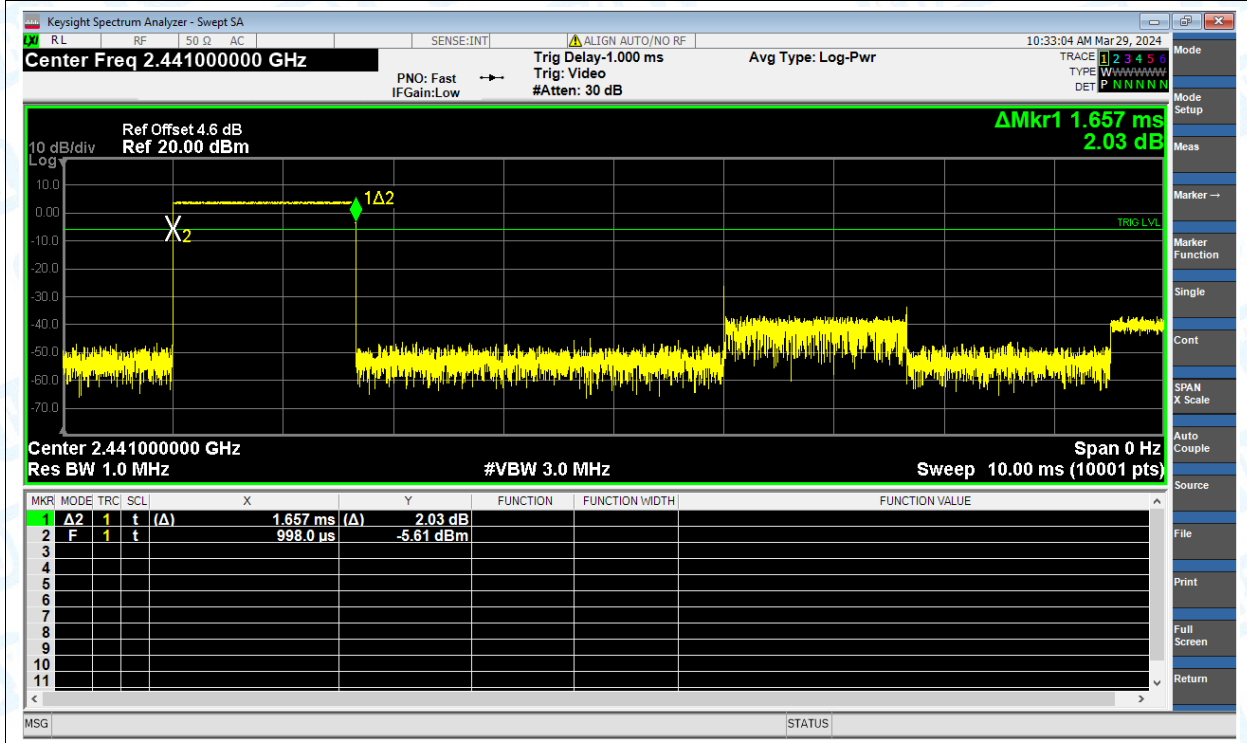 Keysight Spectrum Analyzer - Swept SA
LXI RL RF 50 Ω AC SENSE:INT ALIGN AUTO/NO RF 10:33:04 AM Mar 29, 2024
Center Freq 2.441000000 GHz
PNO: Fast
IFGain:Low
Trig Delay-1.000 ms
Trig: Video
#Atten: 30 dB
Avg Type: Log-Pwr
TRACE 1 2 3 4 5 6
TYPE WWWWWWW
DET P N N N N N
ΔMkr1 1.657 ms
2.03 dB
Ref Offset 4.6 dB
10 dB/div Ref 20.00 dBm
Log
10.0
0.00
-10.0
-20.0
-30.0
-40.0
-50.0
-60.0
-70.0
1Δ2
X2
TRIG LVL
Center 2.441000000 GHz Span 0 Hz
Res BW 1.0 MHz #VBW 3.0 MHz Sweep 10.00 ms (10001 pts)
MKR MODE TRC SCL X Y FUNCTION FUNCTION WIDTH FUNCTION VALUE
1 Δ2 1 t (Δ) 1.657 ms (Δ) 2.03 dB
2 F 1 t 998.0 µs -5.61 dBm
3
4
5
6
7
8
9
10
11
MSG STATUS
Mode
Mode
Setup
Meas
Marker →
Marker
Function
Single
Cont
SPAN
X Scale
Auto
Couple
Source
File
Print
Full
Screen
Return